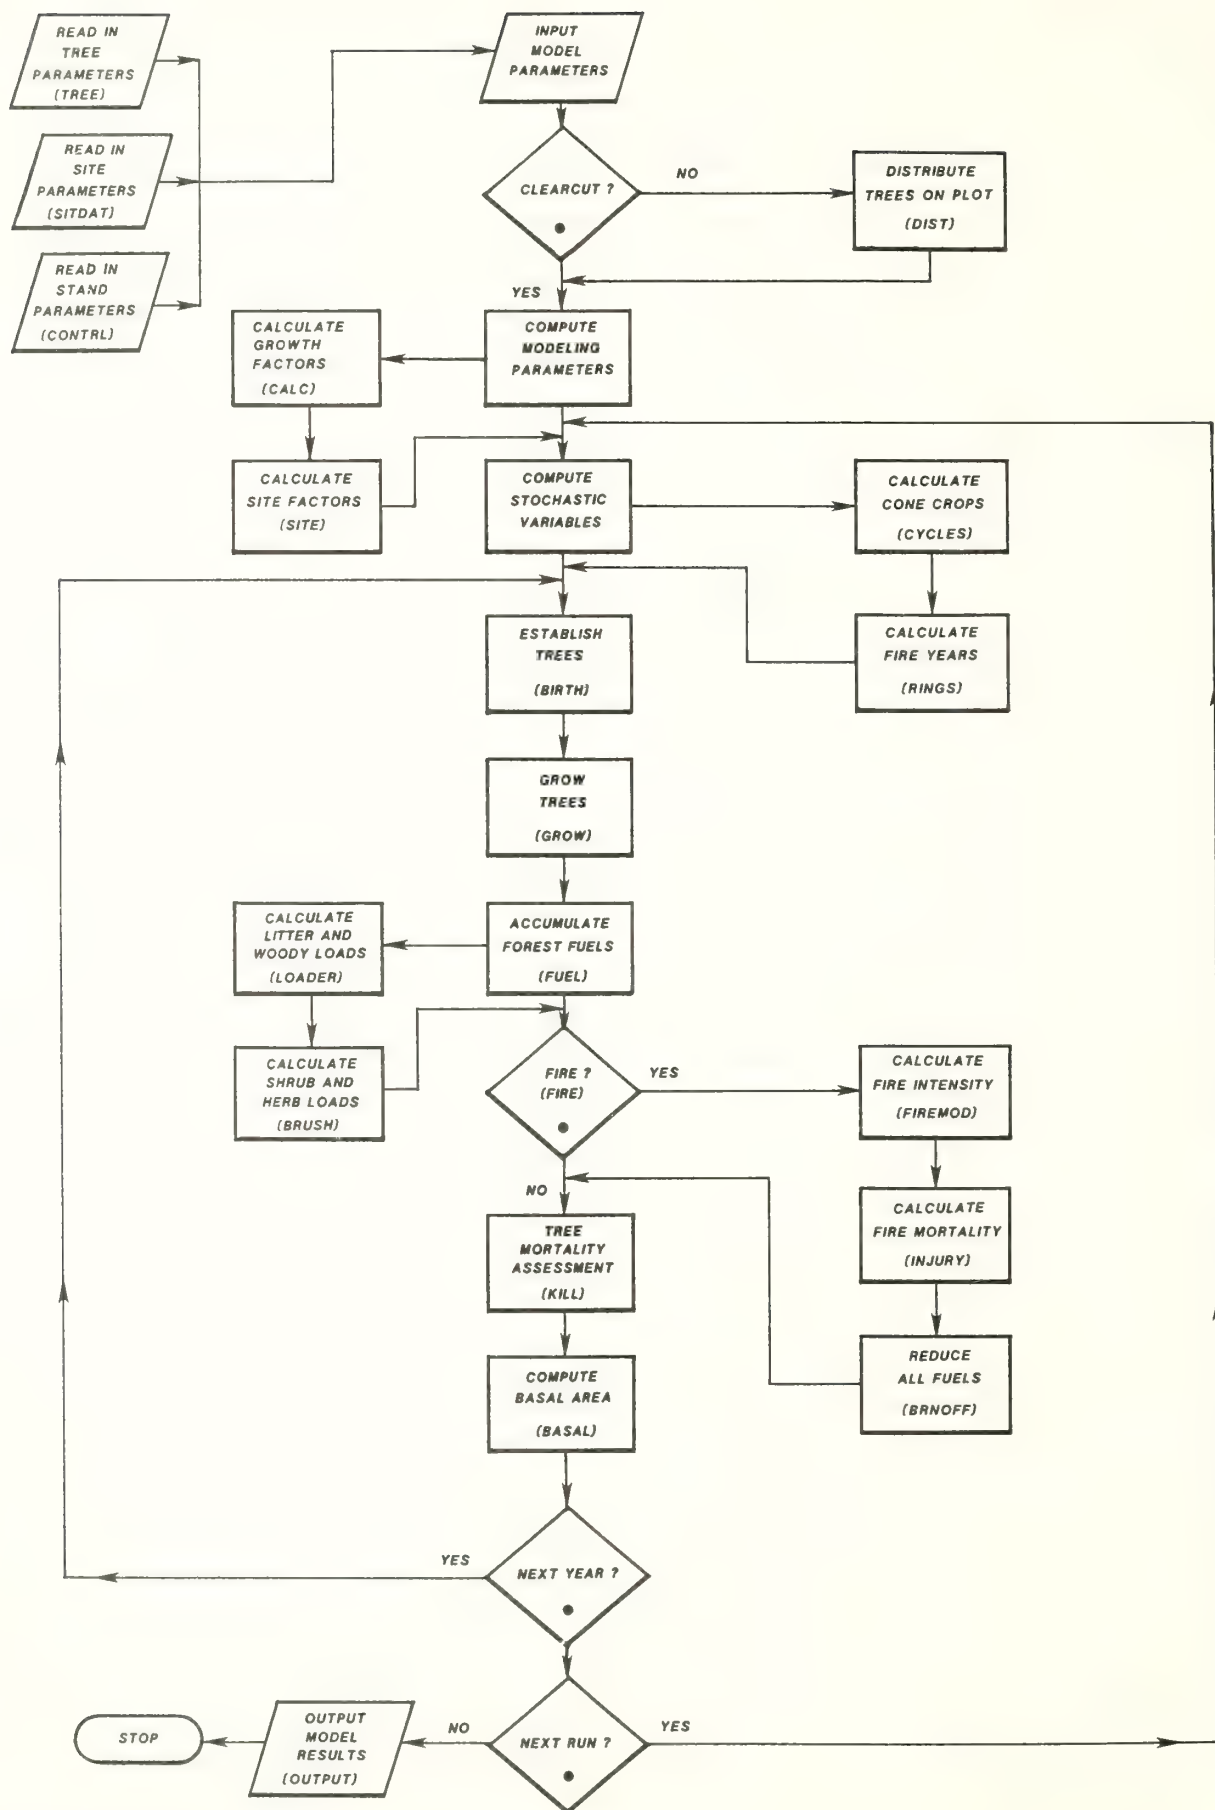 READ IN
TREE
PARAMETERS
(TREE)
INPUT
MODEL
PARAMETERS
READ IN
SITE
PARAMETERS
(SITDAT)
CLEARCUT ?
NO
DISTRIBUTE
TREES ON PLOT
(DIST)
READ IN
STAND
PARAMETERS
(CONTRL)
YES
CALCULATE
GROWTH
FACTORS
(CALC)
COMPUTE
MODELING
PARAMETERS
CALCULATE
SITE FACTORS
(SITE)
COMPUTE
STOCHASTIC
VARIABLES
CALCULATE
CONE CROPS
(CYCLES)
ESTABLISH
TREES
(BIRTH)
CALCULATE
FIRE YEARS
(RINGS)
GROW
TREES
(GROW)
CALCULATE
LITTER AND
WOODY LOADS
(LOADER)
ACCUMULATE
FOREST FUELS
(FUEL)
CALCULATE
SHRUB AND
HERB LOADS
(BRUSH)
FIRE ?
(FIRE)
YES
CALCULATE
FIRE INTENSITY
(FIREMOD)
NO
CALCULATE
FIRE MORTALITY
(INJURY)
TREE
MORTALITY
ASSESSMENT
(KILL)
REDUCE
ALL FUELS
(BRNOFF)
COMPUTE
BASAL AREA
(BASAL)
YES
NEXT YEAR ?
STOP
OUTPUT
MODEL
RESULTS
(OUTPUT)
NO
NEXT RUN ?
YES